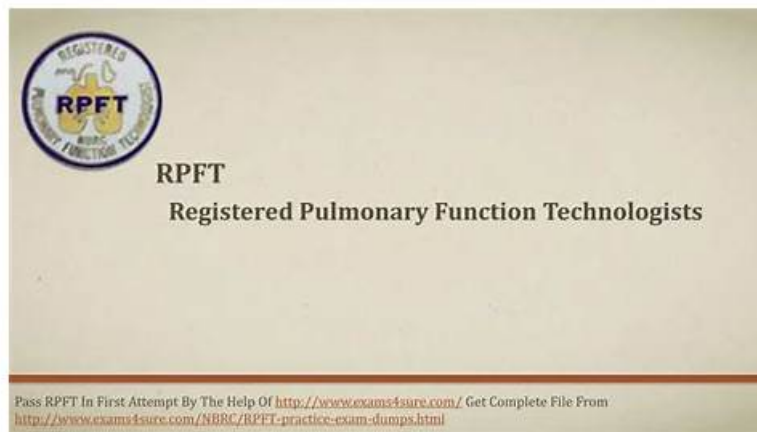 REGISTERED
RPFT
NBRC
PULMONARY FUNCTION TECHNOLOGIST
RPFT
Registered Pulmonary Function Technologists
Pass RPFT In First Attempt By The Help Of http://www.exams4sure.com/ Get Complete File From
http://www.exams4sure.com/NBRC/RPFT-practice-exam-dumps.html